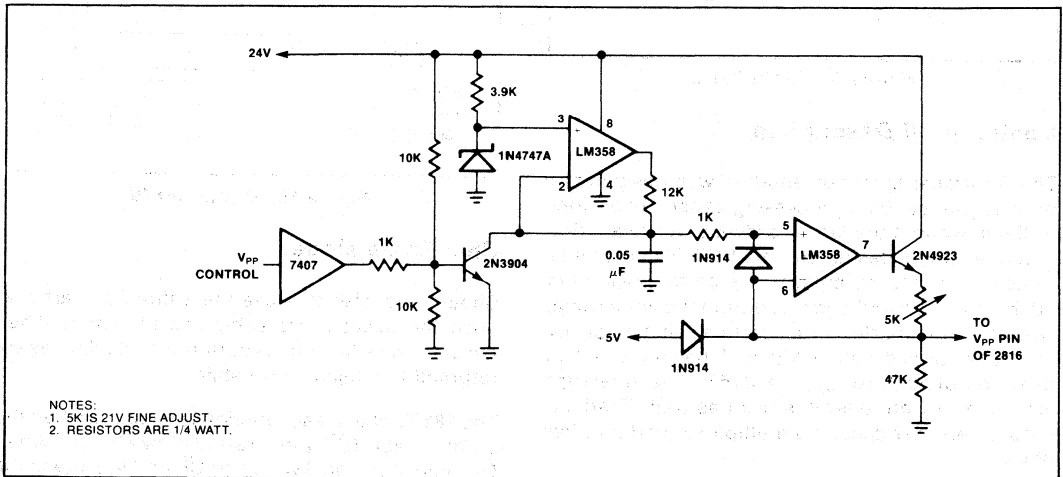 24V
3.9K
3
8
10K
1N4747A
LM358
2
4
12K
1K
5
1K
VPP
CONTROL
7407
2N3904
0.05
μF
1N914
LM358
7
2N4923
6
10K
5K
5V
TO
VPP PIN
OF 2816
1N914
47K
NOTES:
1. 5K IS 21V FINE ADJUST.
2. RESISTORS ARE 1/4 WATT.